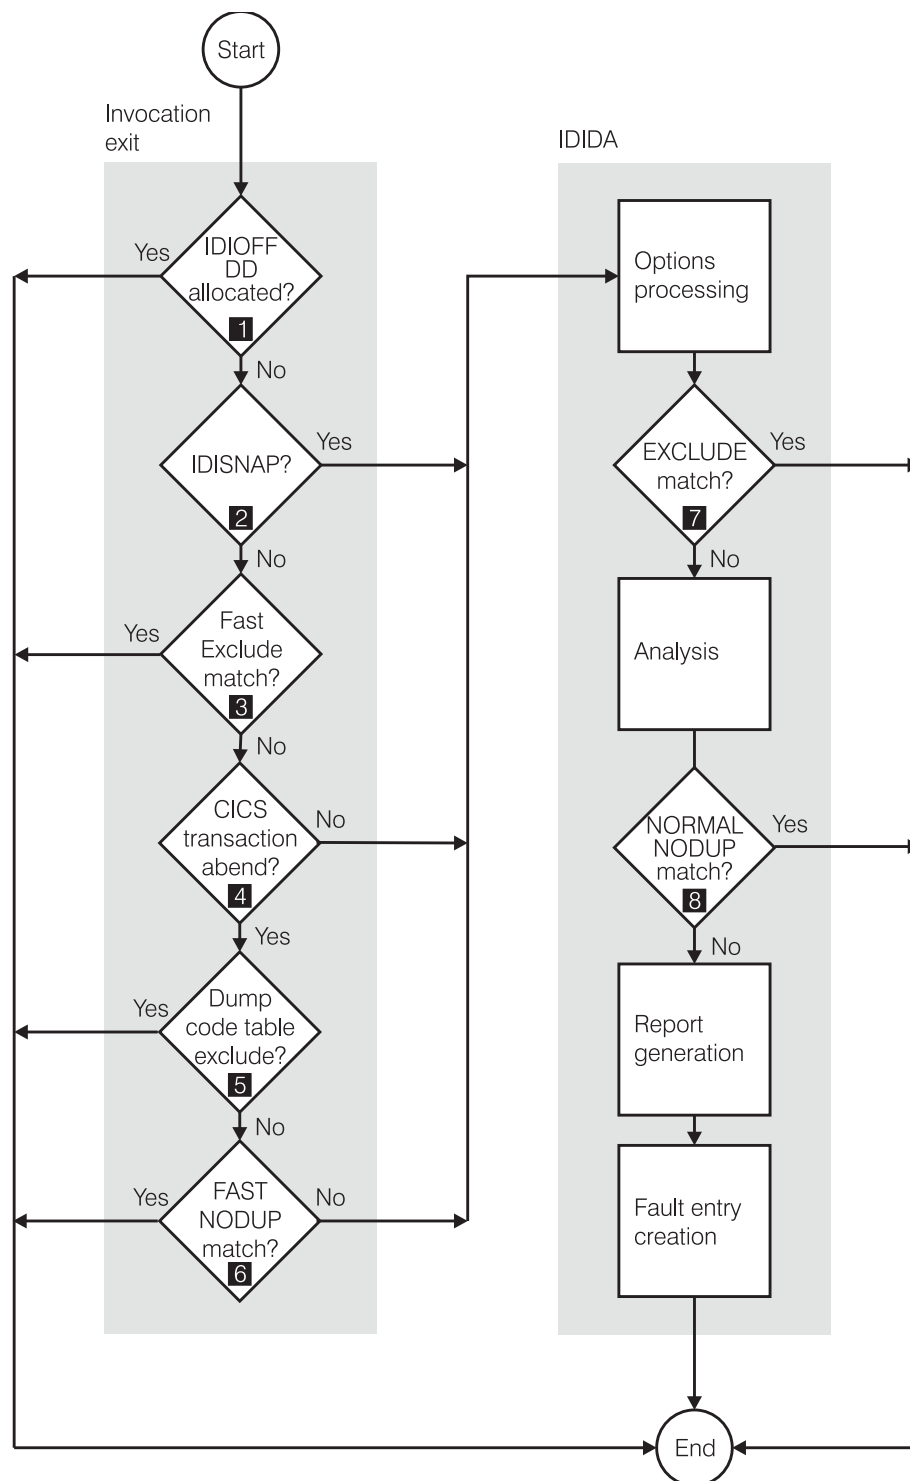 Start
Invocation
exit
IDIOFF
DD
allocated?
1
Yes
No
IDISNAP?
2
Yes
No
Fast
Exclude
match?
3
Yes
No
CICS
transaction
abend?
4
No
Yes
Dump
code table
exclude?
5
Yes
No
FAST
NODUP
match?
6
Yes
No
IDIDA
Options
processing
EXCLUDE
match?
7
Yes
No
Analysis
NORMAL
NODUP
match?
8
Yes
No
Report
generation
Fault entry
creation
End